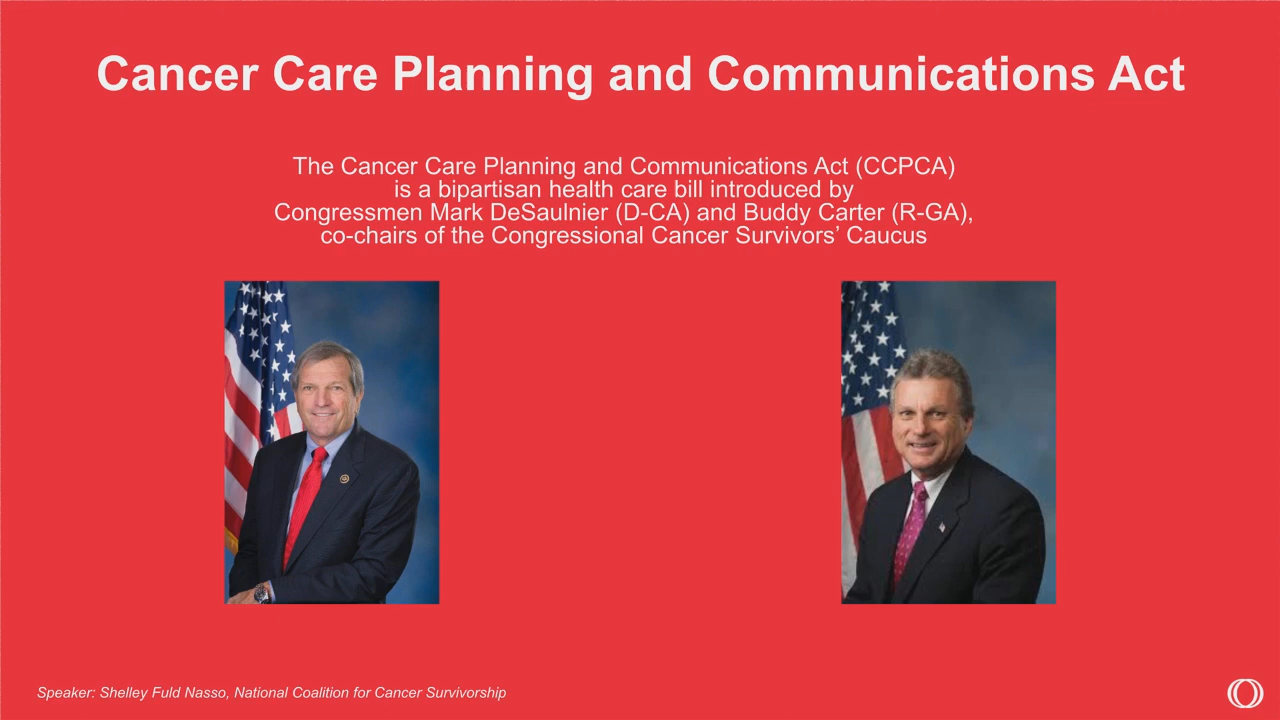 Cancer Care Planning and Communications Act
The Cancer Care Planning and Communications Act (CCPCA)
is a bipartisan health care bill introduced by
Congressmen Mark DeSaulnier (D-CA) and Buddy Carter (R-GA),
co-chairs of the Congressional Cancer Survivors’ Caucus
Speaker: Shelley Fuld Nasso, National Coalition for Cancer Survivorship